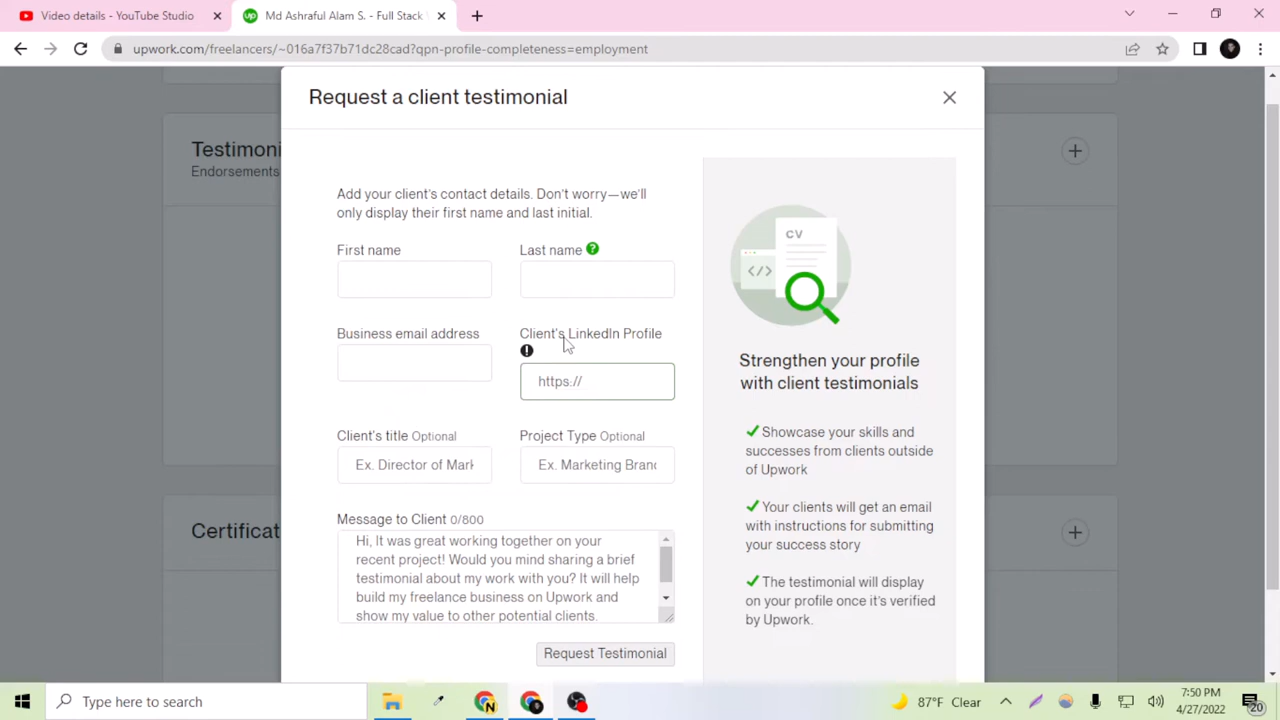 Video details - YouTube Studio
Md Ashraful Alam S. - Full Stack
upwork.com/freelancers/~016a7f37b71dc28cad?qpn-profile-completeness=employment
Request a client testimonial
Testimoni
Endorsements
Add your client's contact details. Don't worry—we'll
only display their first name and last initial.
First name
Last name
Business email address
Client's LinkedIn Profile
https://
Client's title Optional
Project Type Optional
Ex. Director of Mark
Ex. Marketing Branc
Message to Client 0/800
Hi, It was great working together on your
recent project! Would you mind sharing a brief
testimonial about my work with you? It will help
build my freelance business on Upwork and
show my value to other potential clients.
Request Testimonial
CV
</>
Strengthen your profile
with client testimonials
Showcase your skills and
successes from clients outside
of Upwork
Your clients will get an email
with instructions for submitting
your success story
The testimonial will display
on your profile once it's verified
by Upwork.
Certificat
Type here to search
87°F Clear
7:50 PM
4/27/2022
20